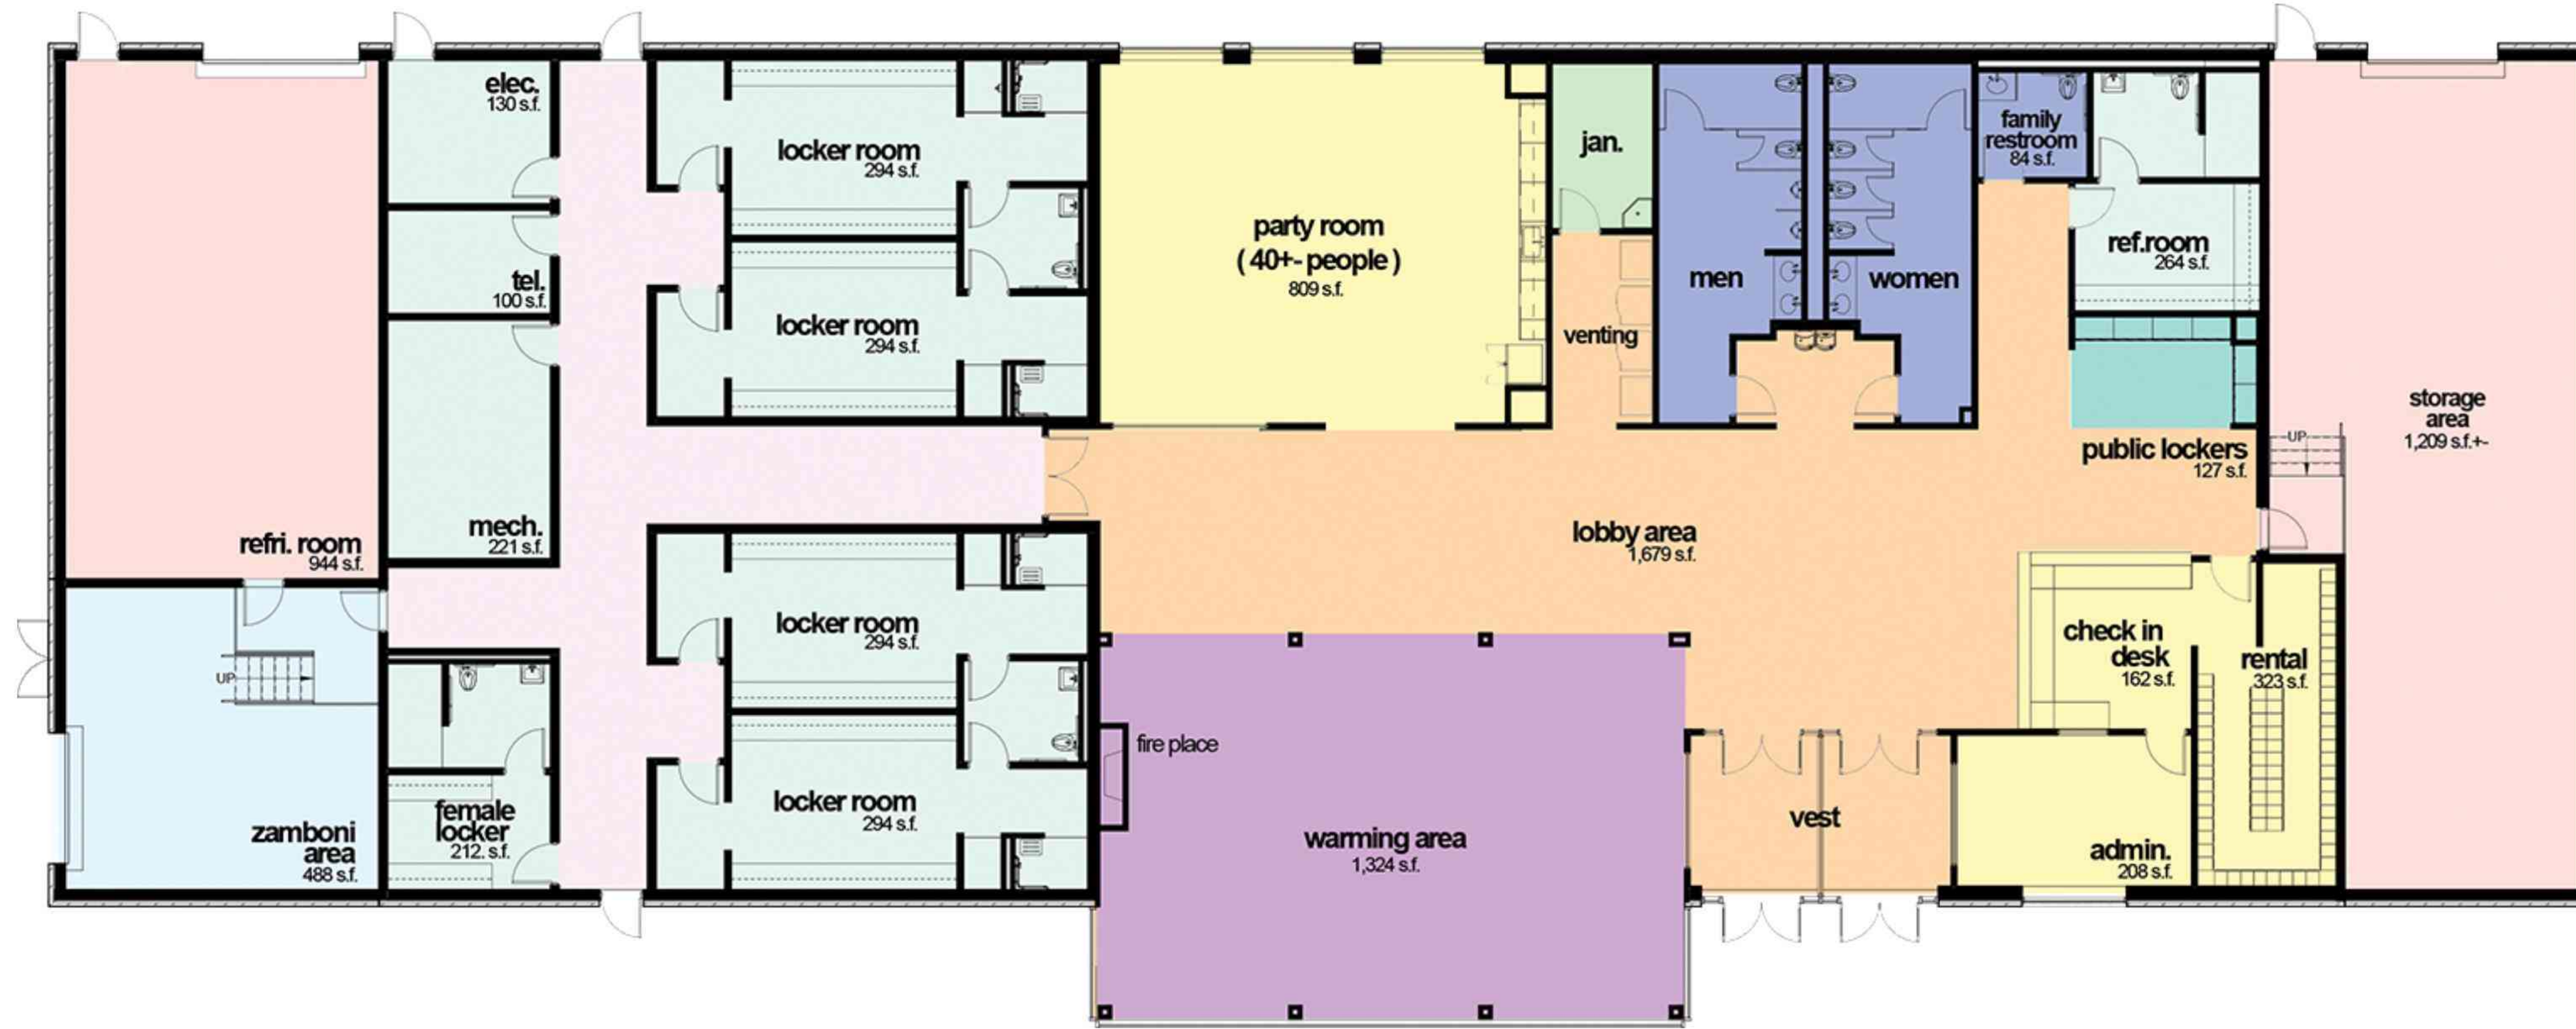 elec.
130 s.f.
tel.
100 s.f.
mech.
221 s.f.
refri. room
944 s.f.
UP
zamboni
area
488 s.f.
female
locker
212. s.f.
locker room
294 s.f.
locker room
294 s.f.
locker room
294 s.f.
locker room
294 s.f.
party room
( 40+- people )
809 s.f.
jan.
venting
men
women
family
restroom
84 s.f.
ref.room
264 s.f.
public lockers
127 s.f.
lobby area
1,679 s.f.
fire place
warming area
1,324 s.f.
vest
check in
desk
162 s.f.
rental
323 s.f.
admin.
208 s.f.
UP
storage
area
1,209 s.f.+-